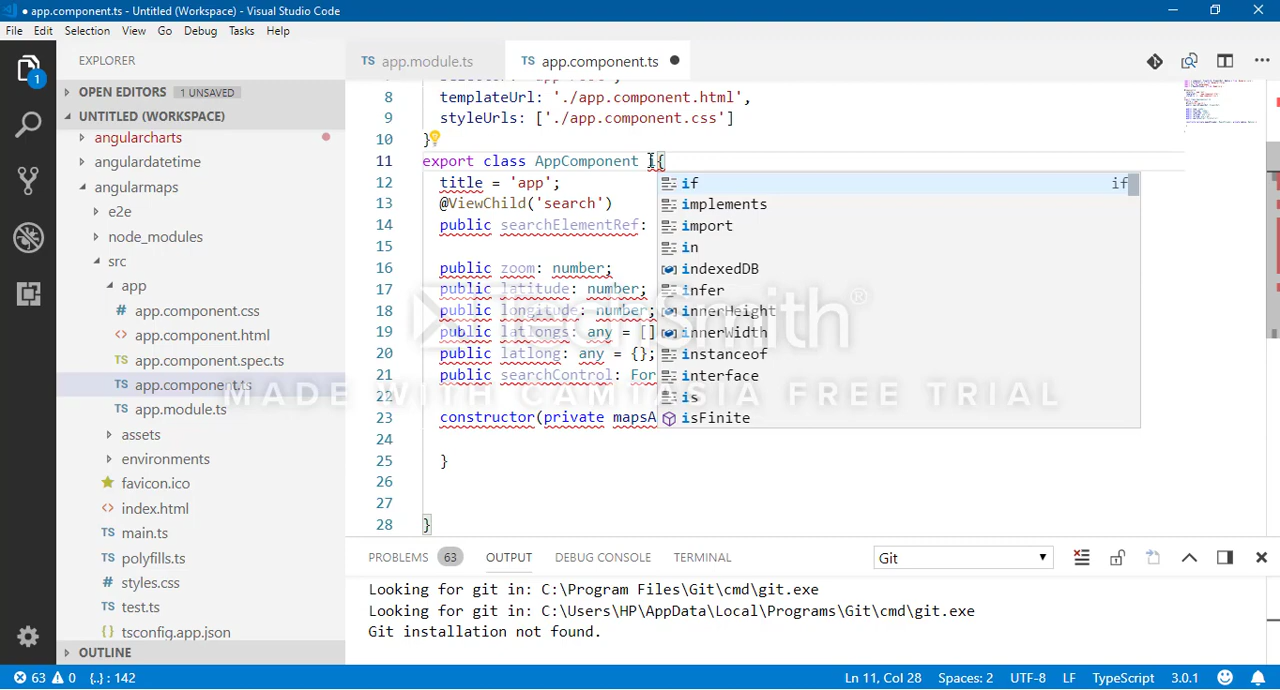 app.component.ts - Untitled (Workspace) - Visual Studio Code
File Edit Selection View Go Debug Tasks Help
EXPLORER
OPEN EDITORS 1 UNSAVED
UNTITLED (WORKSPACE)
angularcharts
angulardatetime
angularmaps
e2e
node_modules
src
app
app.component.css
app.component.html
app.component.spec.ts
app.component.ts
app.module.ts
assets
environments
favicon.ico
index.html
main.ts
polyfills.ts
styles.css
test.ts
tsconfig.app.json
OUTLINE
1
TS app.module.ts
TS app.component.ts
8 templateUrl: './app.component.html',
9 styleUrls: ['./app.component.css']
10 }
11 export class AppComponent i{
12 title = 'app';
13 @ViewChild('search')
14 public searchElementRef:
15
16 public zoom: number;
17 public latitude: number;
18 public longitude: number;
19 public latlongs: any = []
20 public latlong: any = {};
21 public searchControl: For
22
23 constructor(private mapsA
24
25 }
26
27
28 }
if if
implements
import
in
indexedDB
infer
innerHeight
innerWidth
instanceof
interface
is
isFinite
TechSmith®
MADE WITH CAMTASIA FREE TRIAL
PROBLEMS 63 OUTPUT DEBUG CONSOLE TERMINAL Git
Looking for git in: C:\Program Files\Git\cmd\git.exe
Looking for git in: C:\Users\HP\AppData\Local\Programs\Git\cmd\git.exe
Git installation not found.
63 0 {..} : 142 Ln 11, Col 28 Spaces: 2 UTF-8 LF TypeScript 3.0.1